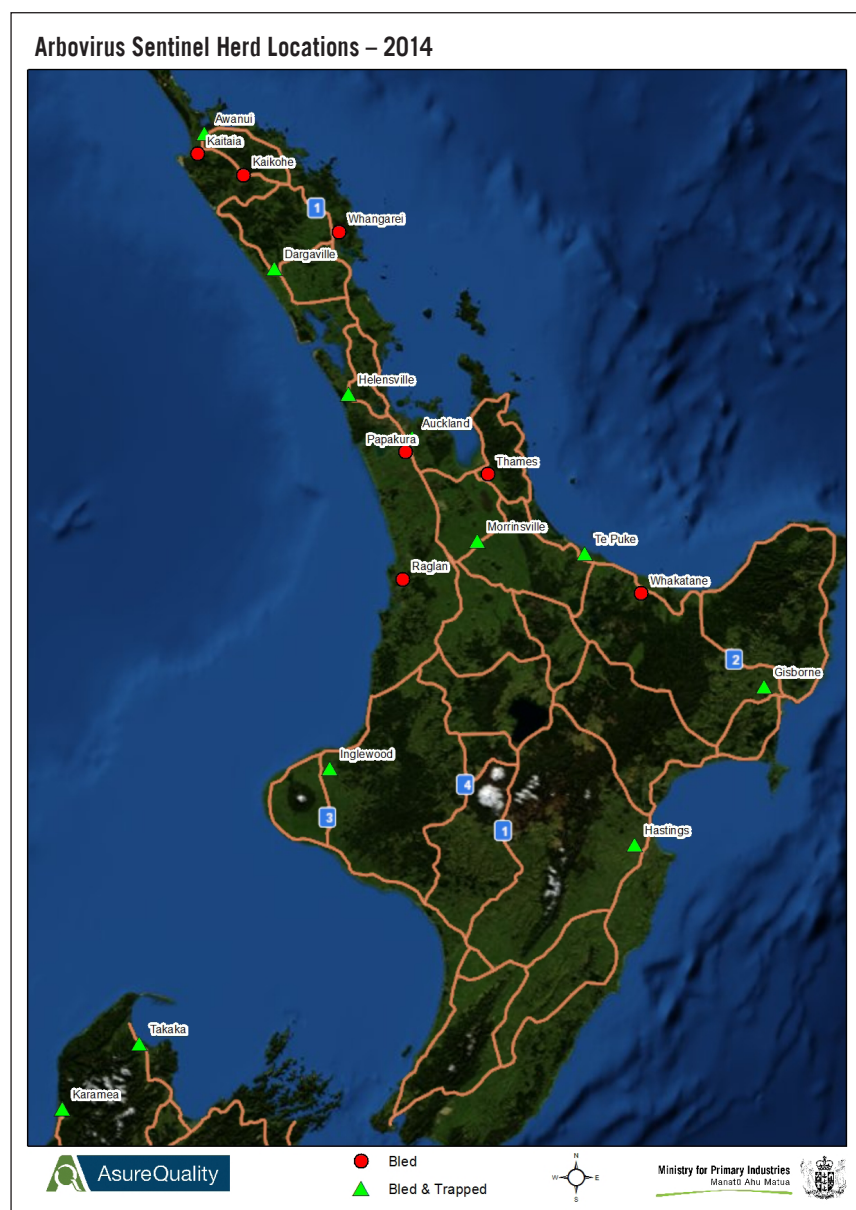 Arbovirus Sentinel Herd Locations – 2014
Awanui
Kaitaia
Kaikohe
1
Whangarei
Dargaville
Helensville
Auckland
Papakura
Thames
Morrinsville
Te Puke
Raglan
Whakatane
2
Gisborne
Inglewood
4
3
1
Hastings
Takaka
Karamea
AsureQuality
Bled
Bled & Trapped
N
W
E
S
Ministry for Primary Industries
Manatū Ahu Matua